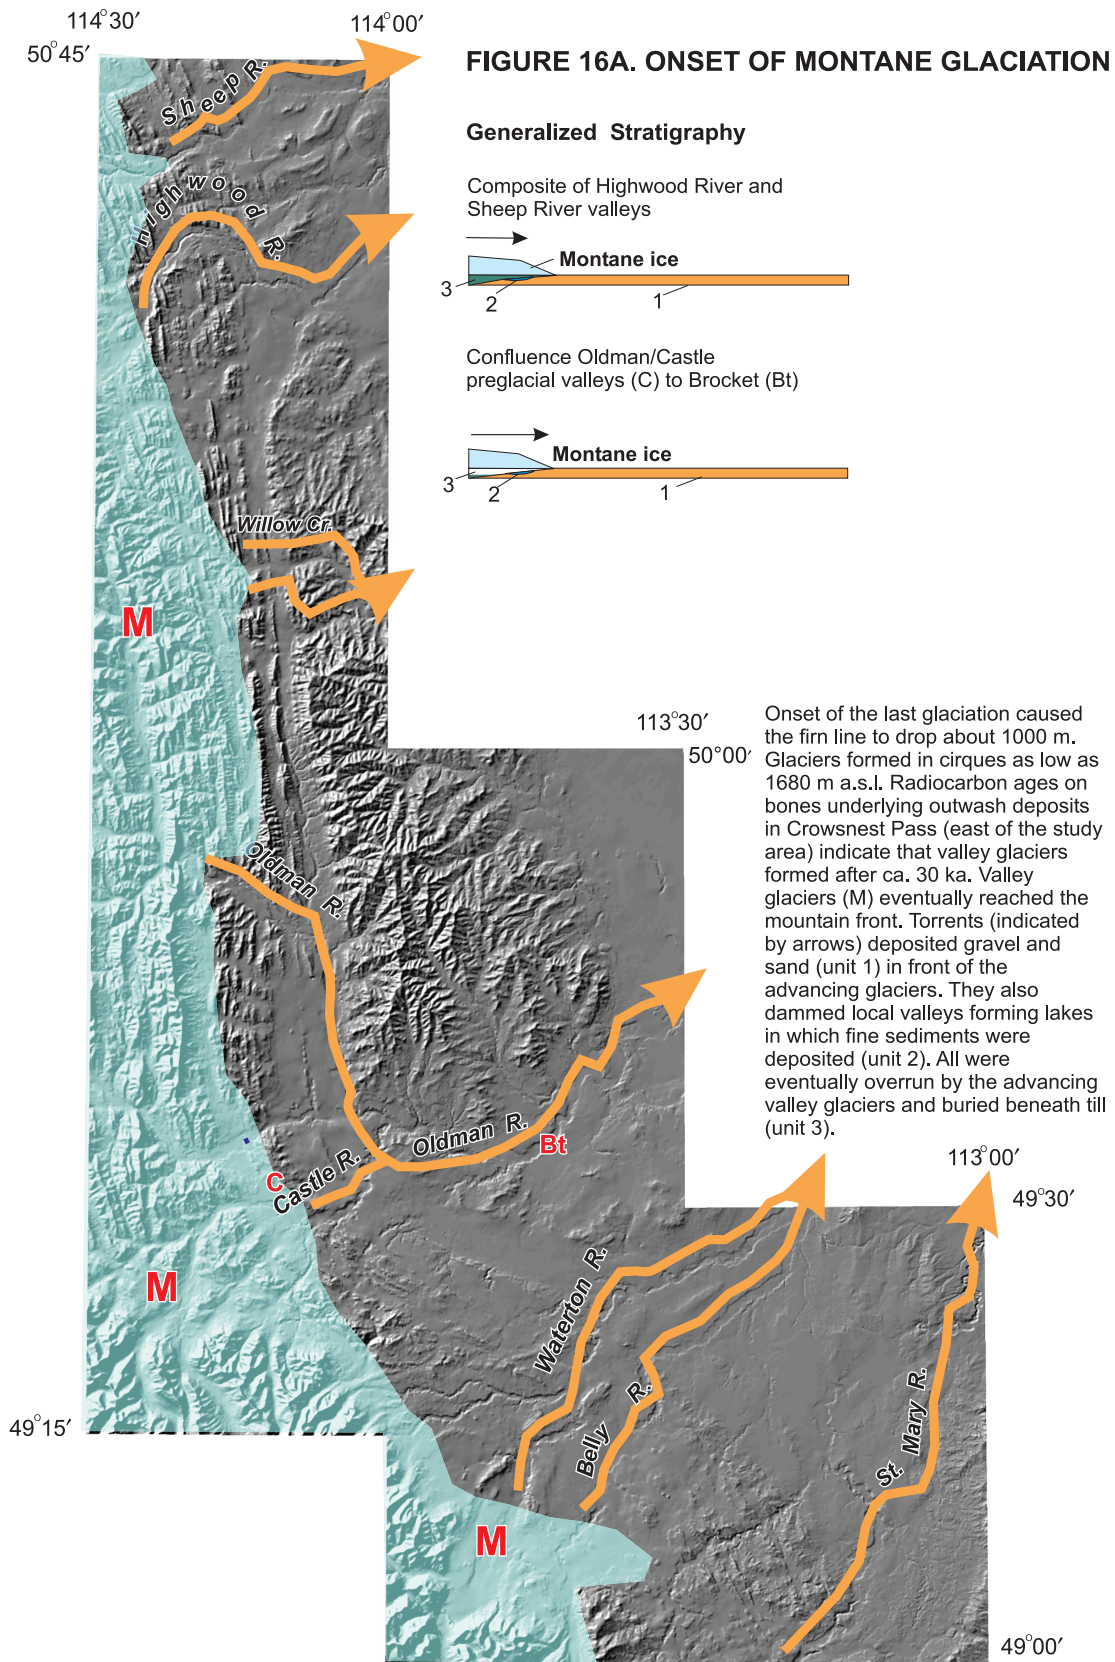 114°30′
114°00′
50°45′
FIGURE 16A. ONSET OF MONTANE GLACIATION
Sheep R.
Generalized Stratigraphy
Composite of Highwood River and
Sheep River valleys
Highwood R.
Montane ice
3
2
1
Confluence Oldman/Castle
preglacial valleys (C) to Brocket (Bt)
Montane ice
3
2
1
Willow Cr.
M
113°30′
50°00′
Onset of the last glaciation caused
the firn line to drop about 1000 m.
Glaciers formed in cirques as low as
1680 m a.s.l. Radiocarbon ages on
bones underlying outwash deposits
in Crowsnest Pass (east of the study
area) indicate that valley glaciers
formed after ca. 30 ka. Valley
glaciers (M) eventually reached the
mountain front. Torrents (indicated
by arrows) deposited gravel and
sand (unit 1) in front of the
advancing glaciers. They also
dammed local valleys forming lakes
in which fine sediments were
deposited (unit 2). All were
eventually overrun by the advancing
valley glaciers and buried beneath till
(unit 3).
Oldman R.
Oldman R.
Bt
C
Castle R.
113°00′
49°30′
M
Waterton R.
Belly R.
St. Mary R.
49°15′
M
49°00′